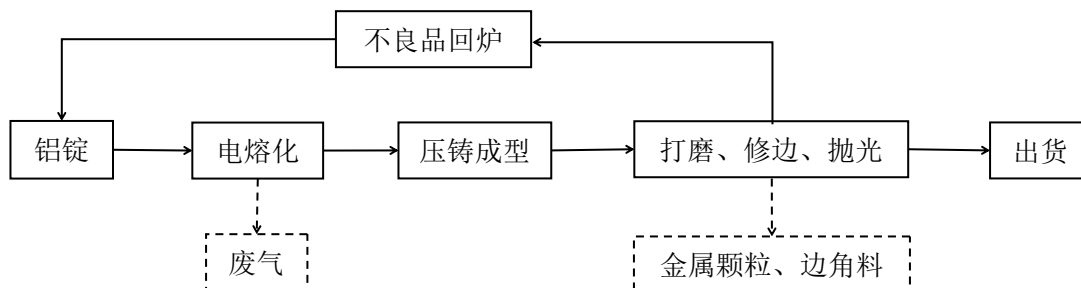 不良品回炉
铝锭
电熔化
压铸成型
打磨、修边、抛光
出货
废气
金属颗粒、边角料